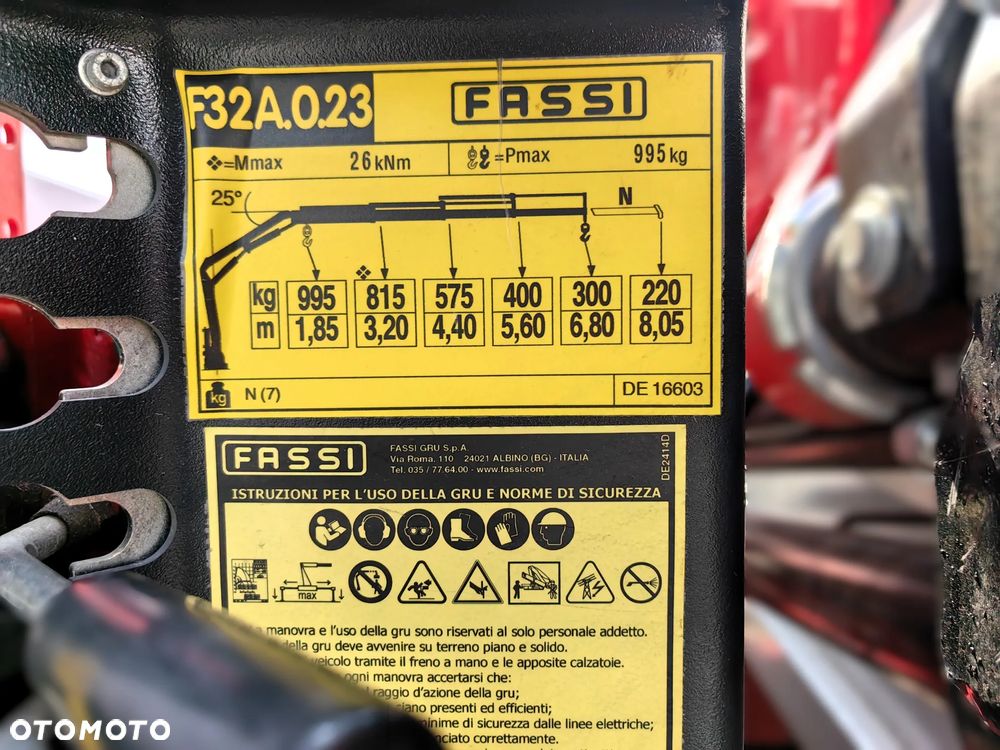 F32A.0.23 FASSI
❖=Mmax 26 kNm =Pmax 995 kg
25° N
❖
kg 995 815 575 400 300 220
m 1,85 3,20 4,40 5,60 6,80 8,05
kg N (7) DE 16603
FASSI
FASSI GRU S.p.A.
Via Roma, 110 24021 ALBINO (BG) - ITALIA
Tel. 035 / 77.64.00 - www.fassi.com
DE2414D
ISTRUZIONI PER L'USO DELLA GRU E NORME DI SICUREZZA
max
manovra e l'uso della gru sono riservati al solo personale addetto.
della gru deve avvenire su terreno piano e solido.
veicolo tramite il freno a mano e le apposite calzatoie.
ogni manovra accertarsi che:
raggio d'azione della gru;
siano presenti ed efficienti;
minime di sicurezza dalle linee elettriche;
correttamente.
OTOMOTO